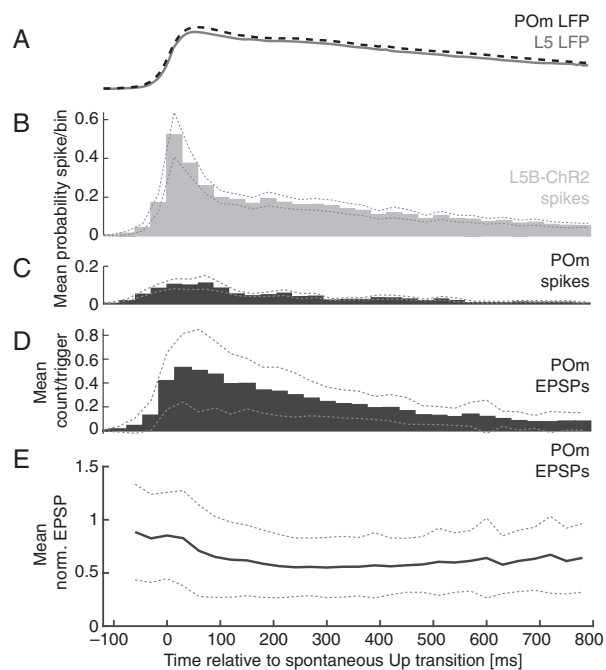 A
POm LFP
L5 LFP
B
Mean probability spike/bin
0.6
0.4
0.2
0
L5B-ChR2
spikes
C
0.2
0
POm
spikes
D
Mean
count/trigger
0.8
0.6
0.4
0.2
0
POm
EPSPs
E
Mean
norm. EPSP
1.5
1
0.5
0
POm
EPSPs
−100 0 100 200 300 400 500 600 700 800
Time relative to spontaneous Up transition [ms]